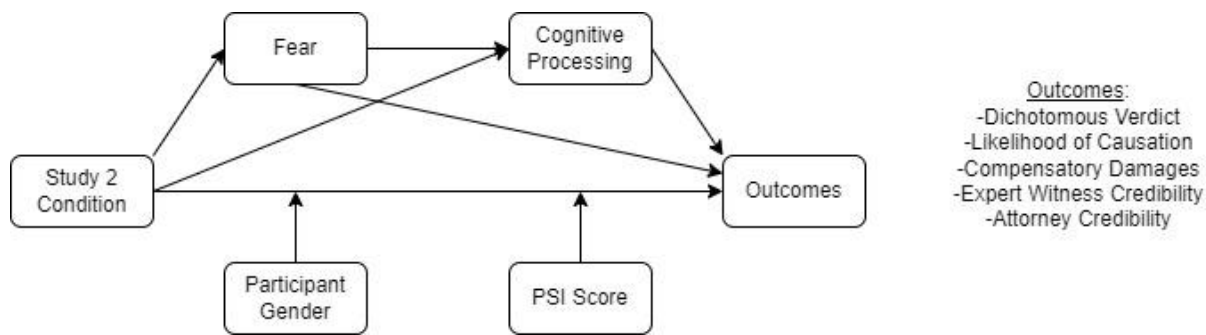 Fear
Cognitive
Processing
Study 2
Condition
Outcomes
Participant
Gender
PSI Score
Outcomes:
-Dichotomous Verdict
-Likelihood of Causation
-Compensatory Damages
-Expert Witness Credibility
-Attorney Credibility